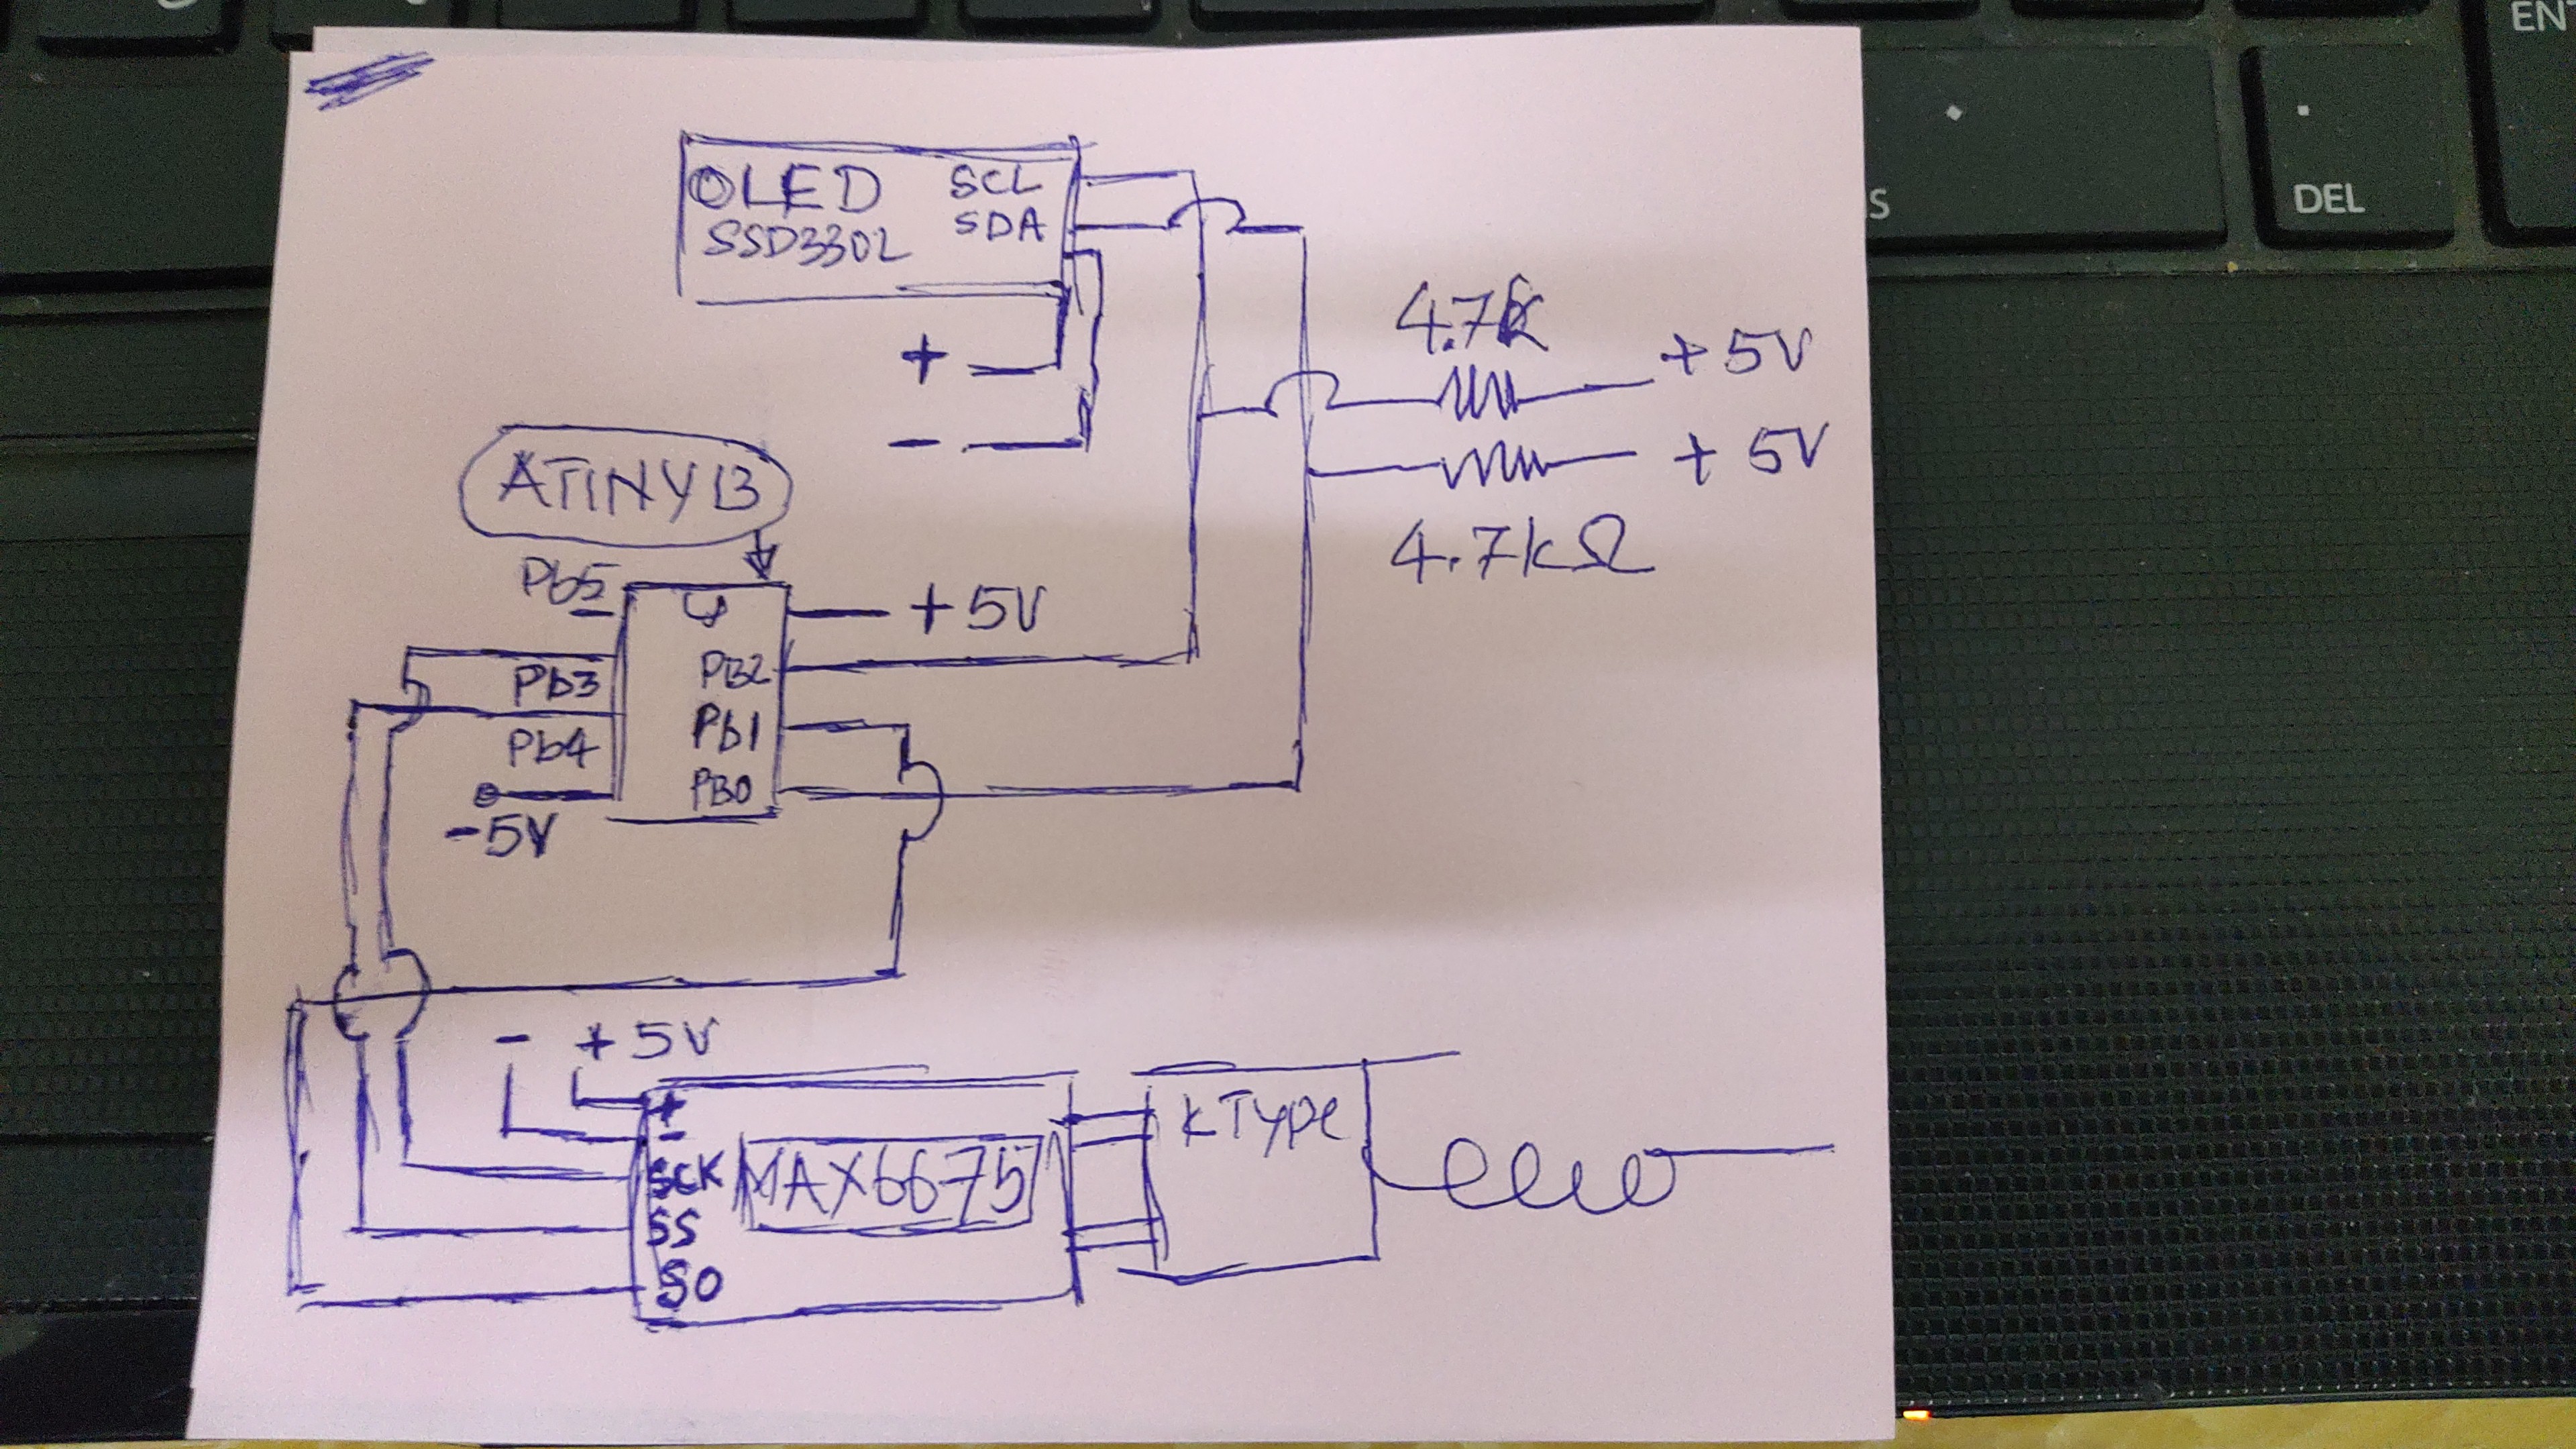 OLED SCL
SSD3302 SDA
+
-
4.7k
+5V
+5V
4.7kΩ
ATTINY13
Pb5
Pb3
Pb4
-5V
Pb2
Pb1
Pb0
+5V
-
+5V
+
-
SCK
SS
SO
MAX6675
K Type
S
DEL
EN